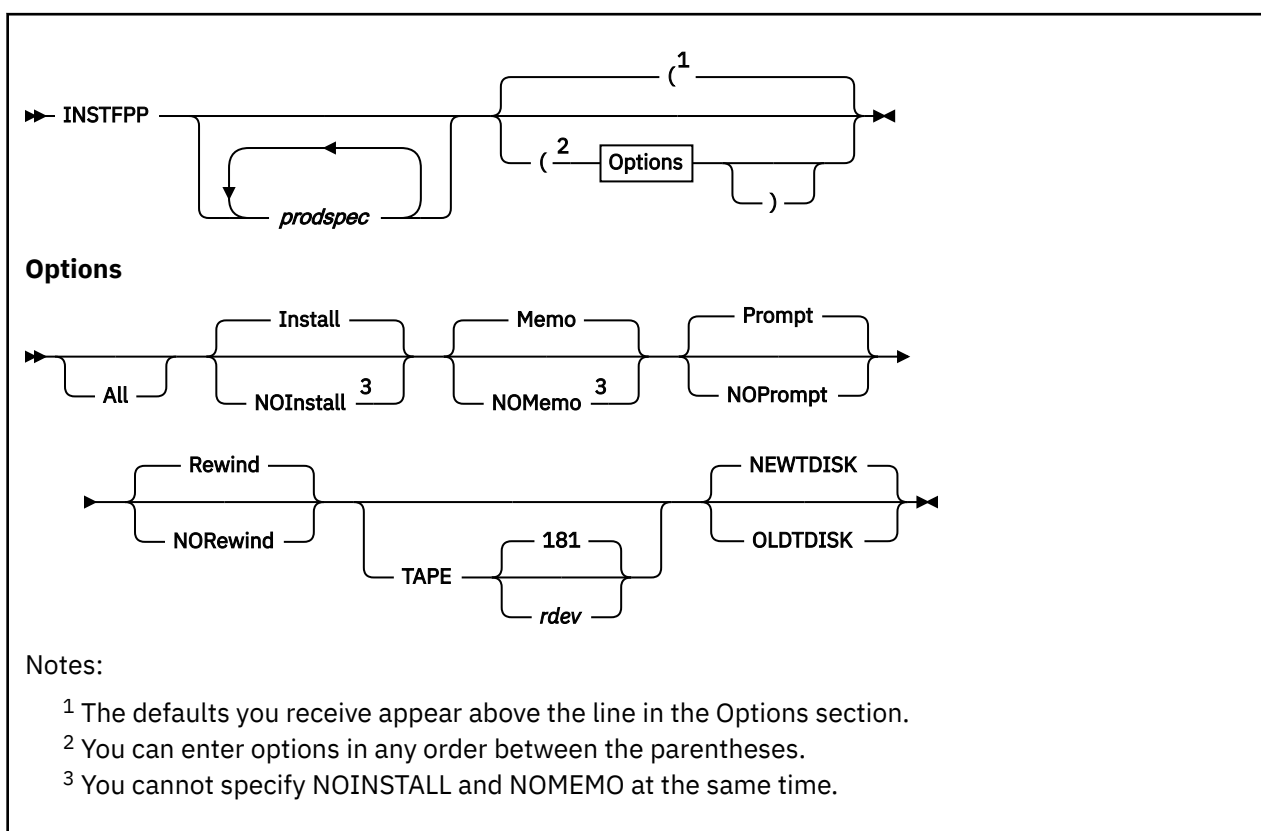 ( 1
INSTFPP
( 2 Options
)
prodspec
Options
Install Memo Prompt
All NOInstall 3 NOMemo 3 NOPrompt
Rewind NEWTDISK
NORewind 181 OLDTDISK
TAPE
rdev
Notes:
1 The defaults you receive appear above the line in the Options section.
2 You can enter options in any order between the parentheses.
3 You cannot specify NOINSTALL and NOMEMO at the same time.